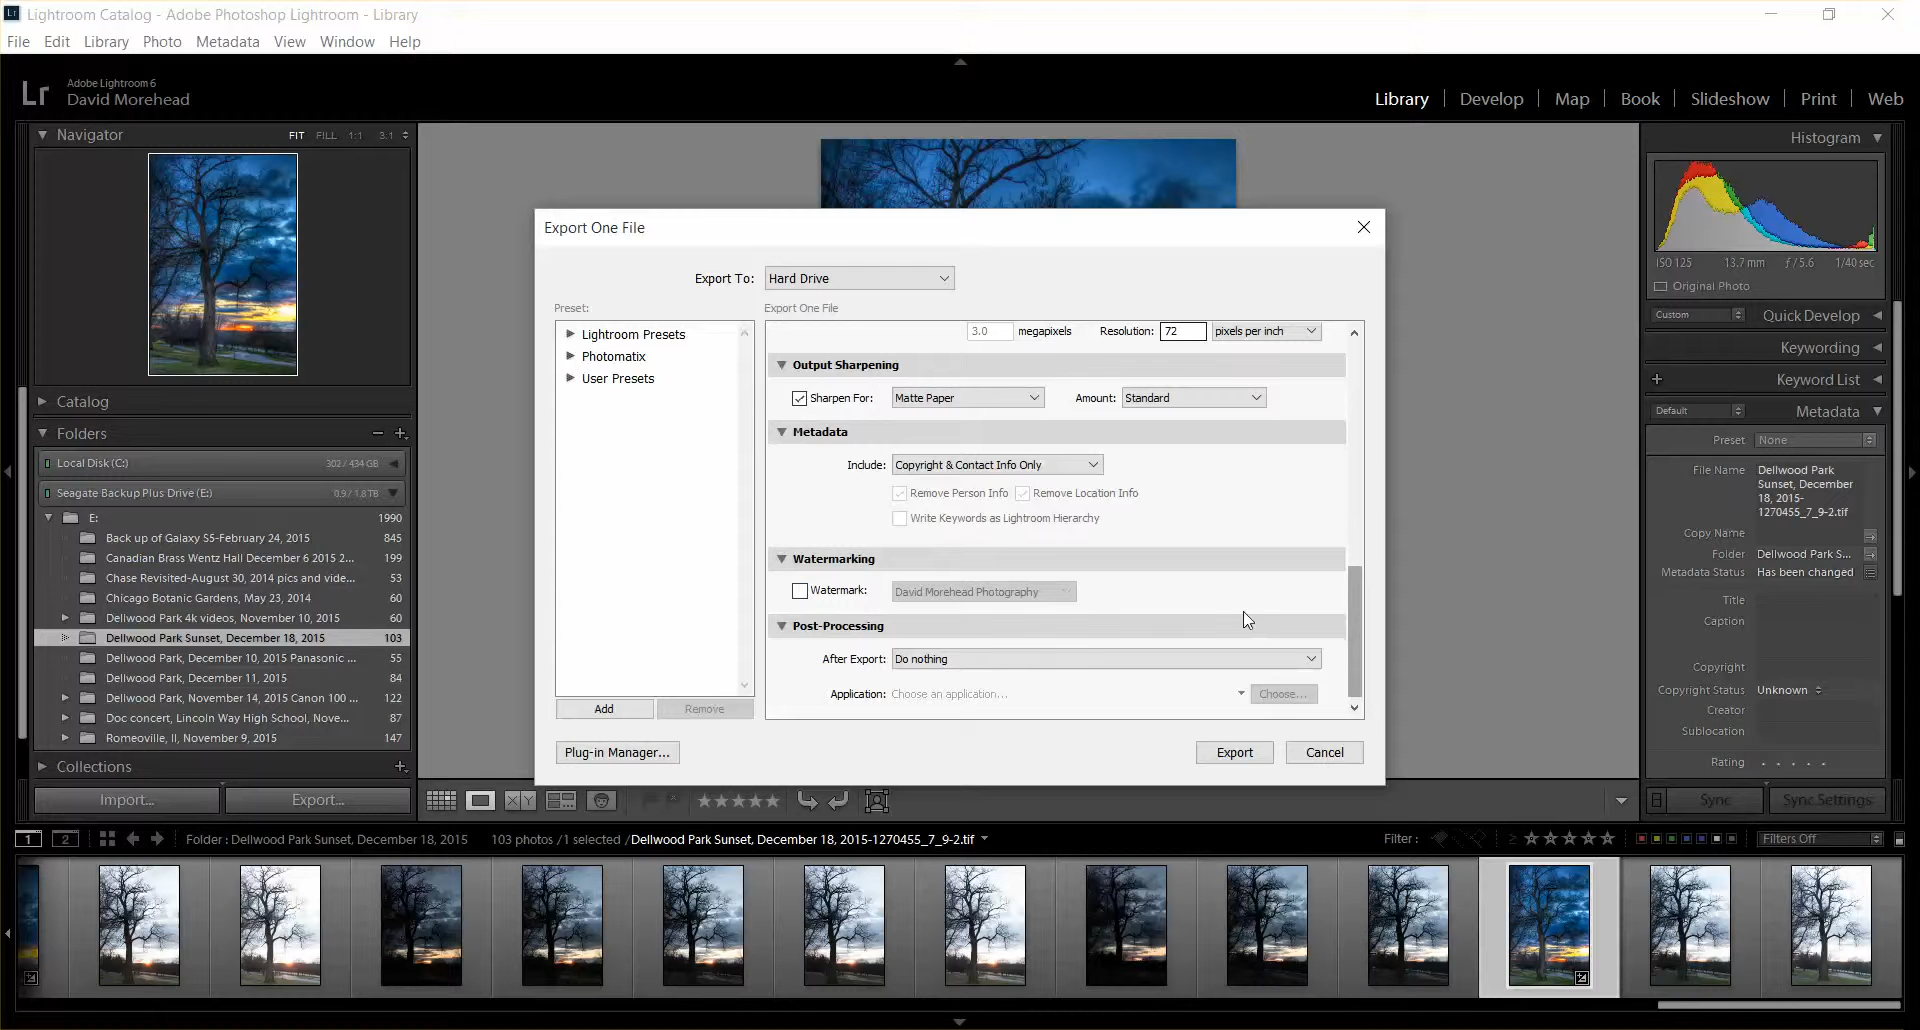 Lightroom Catalog - Adobe Photoshop Lightroom - Library
File Edit Library Photo Metadata View Window Help
Lr Adobe Lightroom 6
David Morehead
Library | Develop | Map | Book | Slideshow | Print | Web
Navigator FIT FILL 1:1 3:1
Histogram
ISO 125 13.7 mm ƒ / 5.6 1/40 sec
Original Photo
Custom Quick Develop
Keywording
Keyword List
Default Metadata
Preset None
File Name Dellwood Park
Sunset, December
18, 2015-
1270455_7_9-2.tif
Copy Name
Folder Dellwood Park S...
Metadata Status Has been changed
Title
Caption
Copyright
Copyright Status Unknown
Creator
Sublocation
Rating
Sync Sync Settings
Catalog
Folders
Local Disk (C:) 302 / 434 GB
Seagate Backup Plus Drive (E:) 0.9 / 1.8 TB
E: 1990
Back up of Galaxy S5-February 24, 2015 845
Canadian Brass Wentz Hall December 6 2015 2... 199
Chase Revisited-August 30, 2014 pics and vide... 53
Chicago Botanic Gardens, May 23, 2014 60
Dellwood Park 4k videos, November 10, 2015 60
Dellwood Park Sunset, December 18, 2015 103
Dellwood Park, December 10, 2015 Panasonic ... 55
Dellwood Park, December 11, 2015 84
Dellwood Park, November 14, 2015 Canon 100 ... 122
Doc concert, Lincoln Way High School, Nove... 87
Romeoville, Il, November 9, 2015 147
Collections
Import... Export...
Export One File
Export To: Hard Drive
Preset: Export One File
Lightroom Presets
Photomatix
User Presets
Add Remove
3.0 megapixels Resolution: 72 pixels per inch
Output Sharpening
Sharpen For: Matte Paper Amount: Standard
Metadata
Include: Copyright & Contact Info Only
Remove Person Info Remove Location Info
Write Keywords as Lightroom Hierarchy
Watermarking
Watermark: David Morehead Photography
Post-Processing
After Export: Do nothing
Application: Choose an application... Choose...
Plug-in Manager... Export Cancel
XY
1 2 Folder : Dellwood Park Sunset, December 18, 2015 103 photos / 1 selected / Dellwood Park Sunset, December 18, 2015-1270455_7_9-2.tif Filter : Filters Off